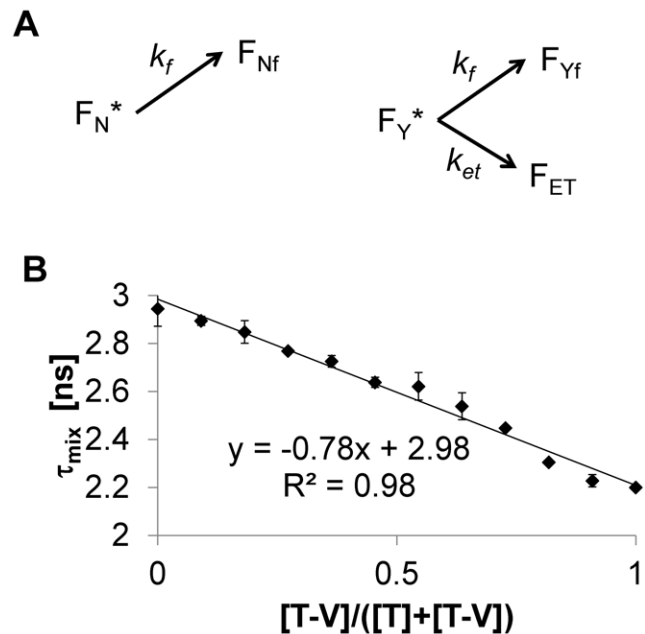 A
k_f
F_Nf
F_N*
k_f
F_Yf
F_Y*
k_et
F_ET
B
τ_mix [ns]
3
2.8
2.6
2.4
2.2
2
y = -0.78x + 2.98
R² = 0.98
0
0.5
1
[T-V]/([T]+[T-V])